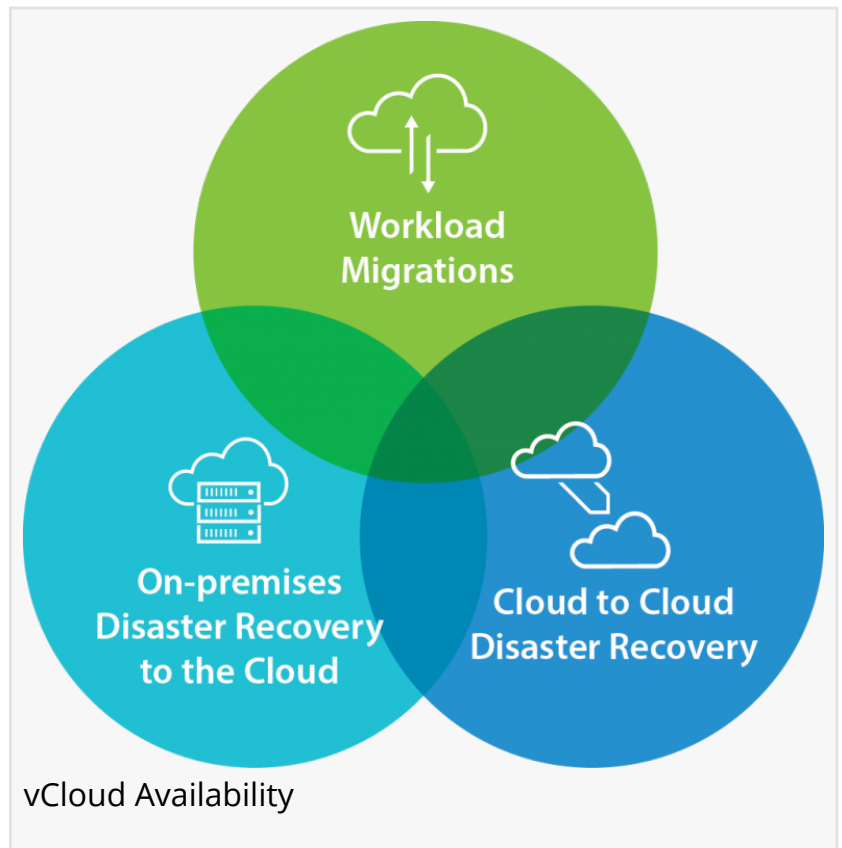 Workload
Migrations
On-premises
Disaster Recovery
to the Cloud
Cloud to Cloud
Disaster Recovery
vCloud Availability